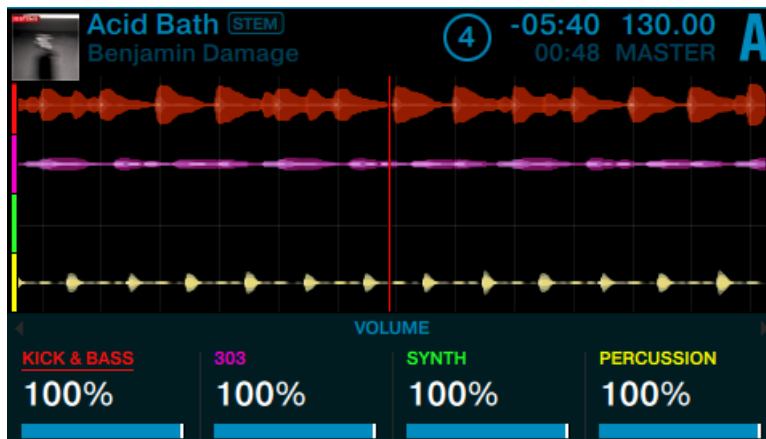 Acid Bath STEM
Benjamin Damage
4
-05:40 130.00
00:48 MASTER
A
VOLUME
KICK & BASS 303 SYNTH PERCUSSION
100% 100% 100% 100%